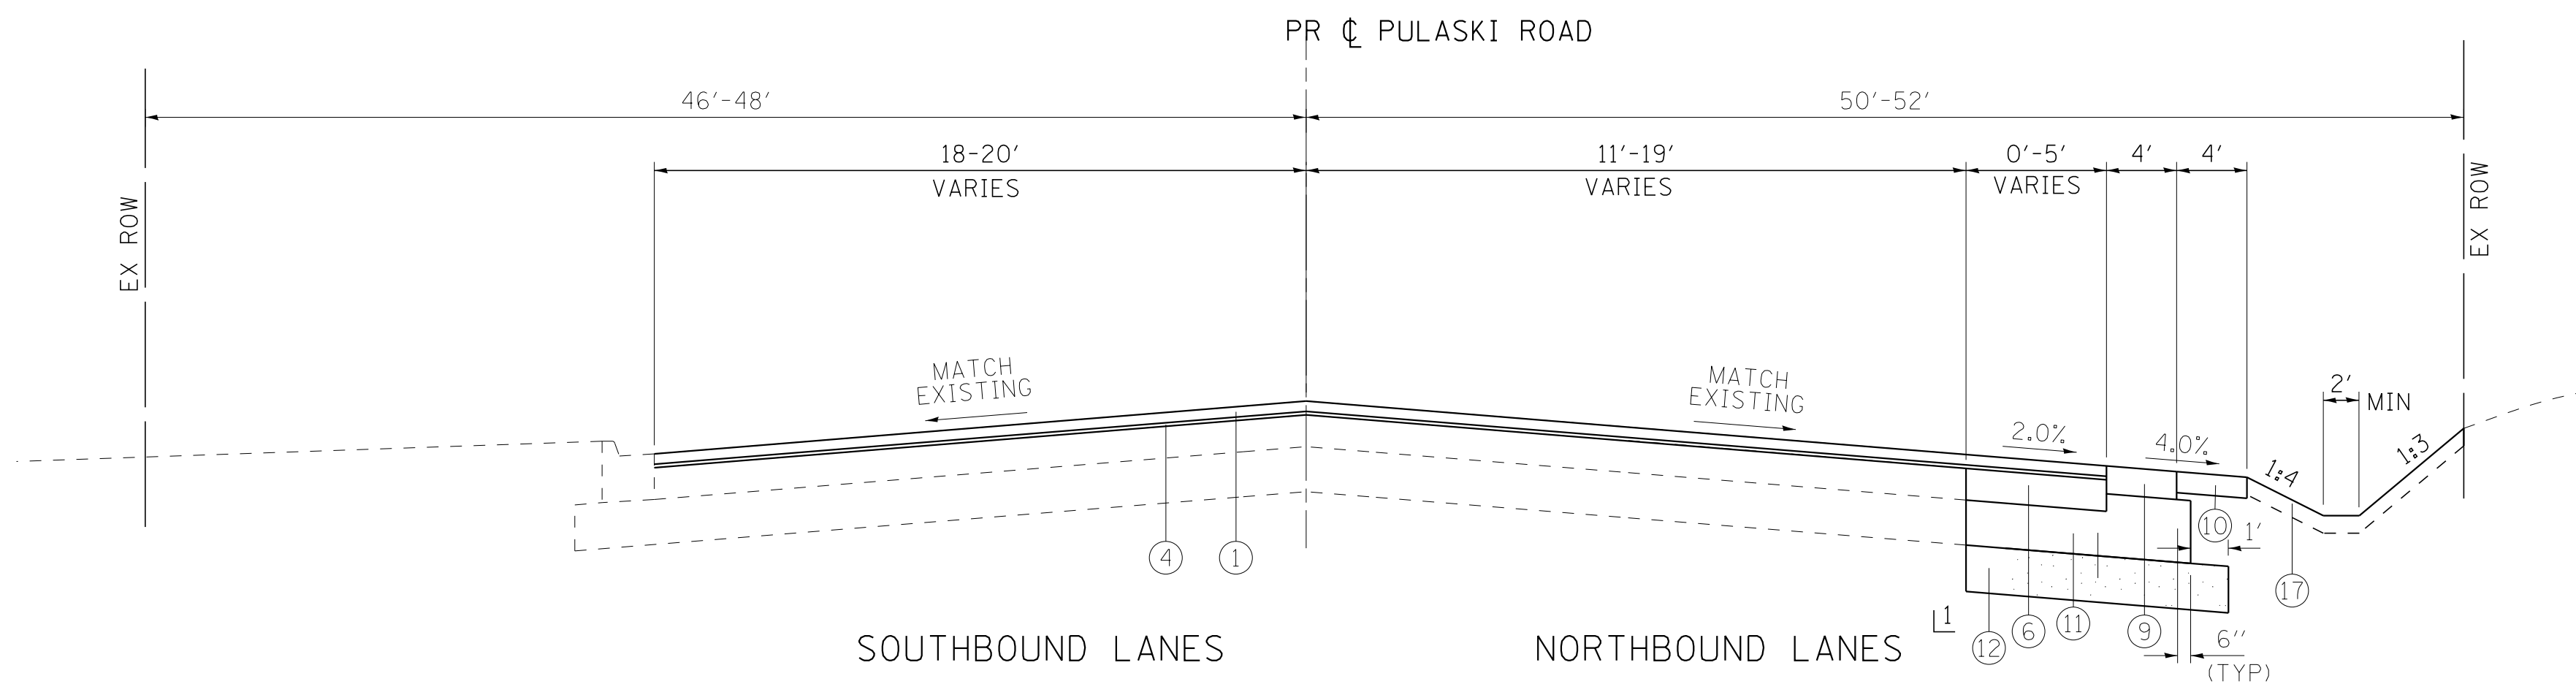 PR ℄ PULASKI ROAD
46'-48'
50'-52'
18-20'
VARIES
11'-19'
VARIES
0'-5'
VARIES
4'
4'
EX ROW
EX ROW
MATCH
EXISTING
MATCH
EXISTING
2.0%
4.0%
1:4
2'
MIN
1:3
4
1
10
1'
17
1
12
6
11
9
6''
(TYP)
SOUTHBOUND LANES
NORTHBOUND LANES